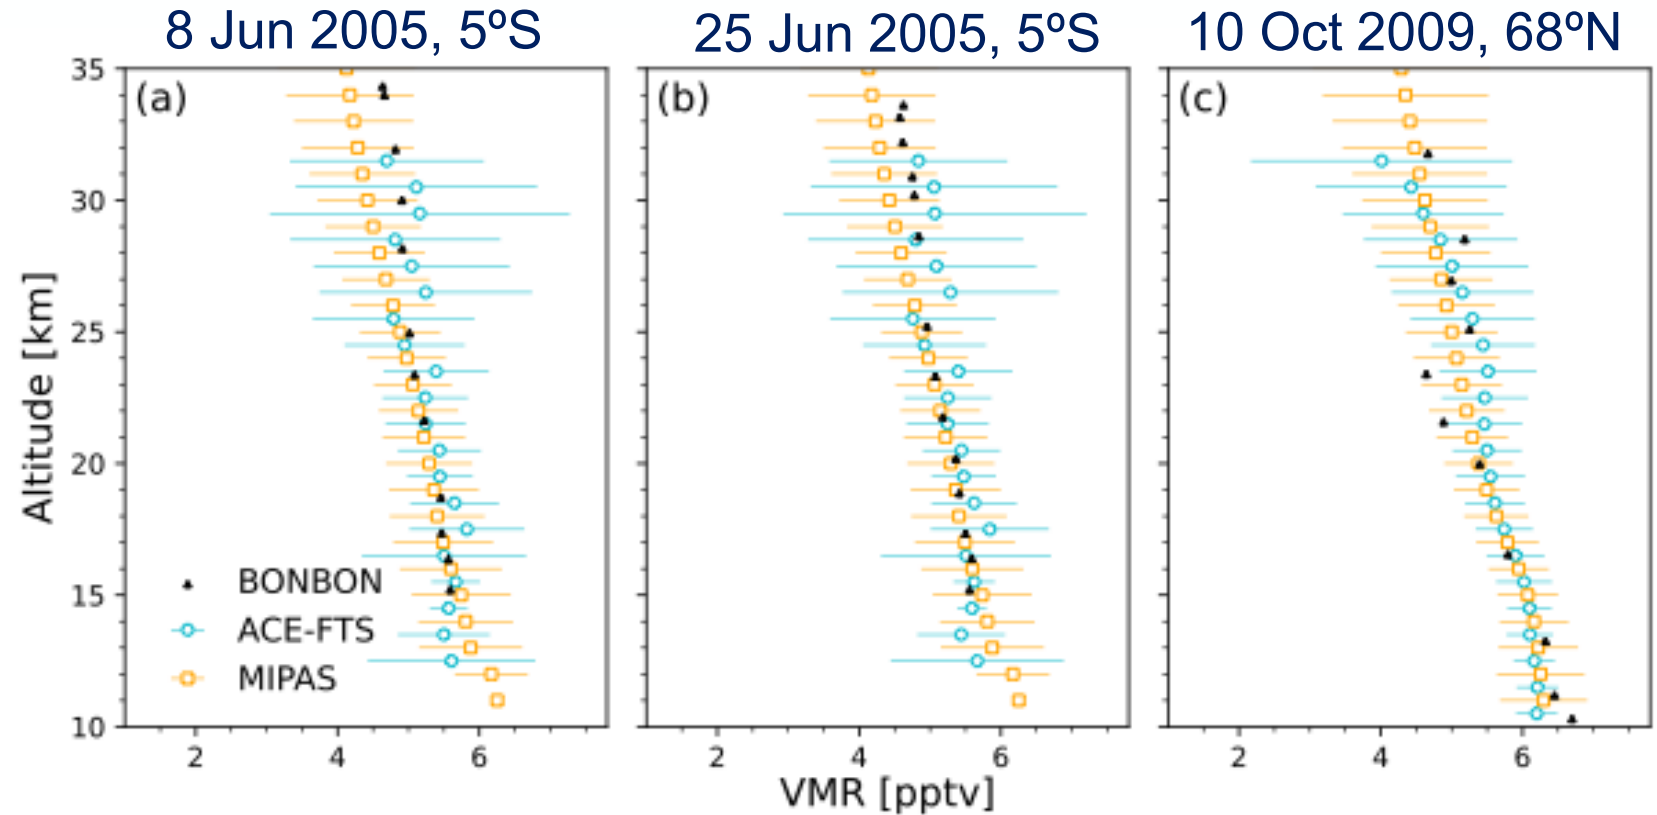 8 Jun 2005, 5ºS
25 Jun 2005, 5ºS
10 Oct 2009, 68ºN
(a)
(b)
(c)
35
30
25
20
15
10
Altitude [km]
BONBON
ACE-FTS
MIPAS
2 4 6
2 4 6
2 4 6
VMR [pptv]